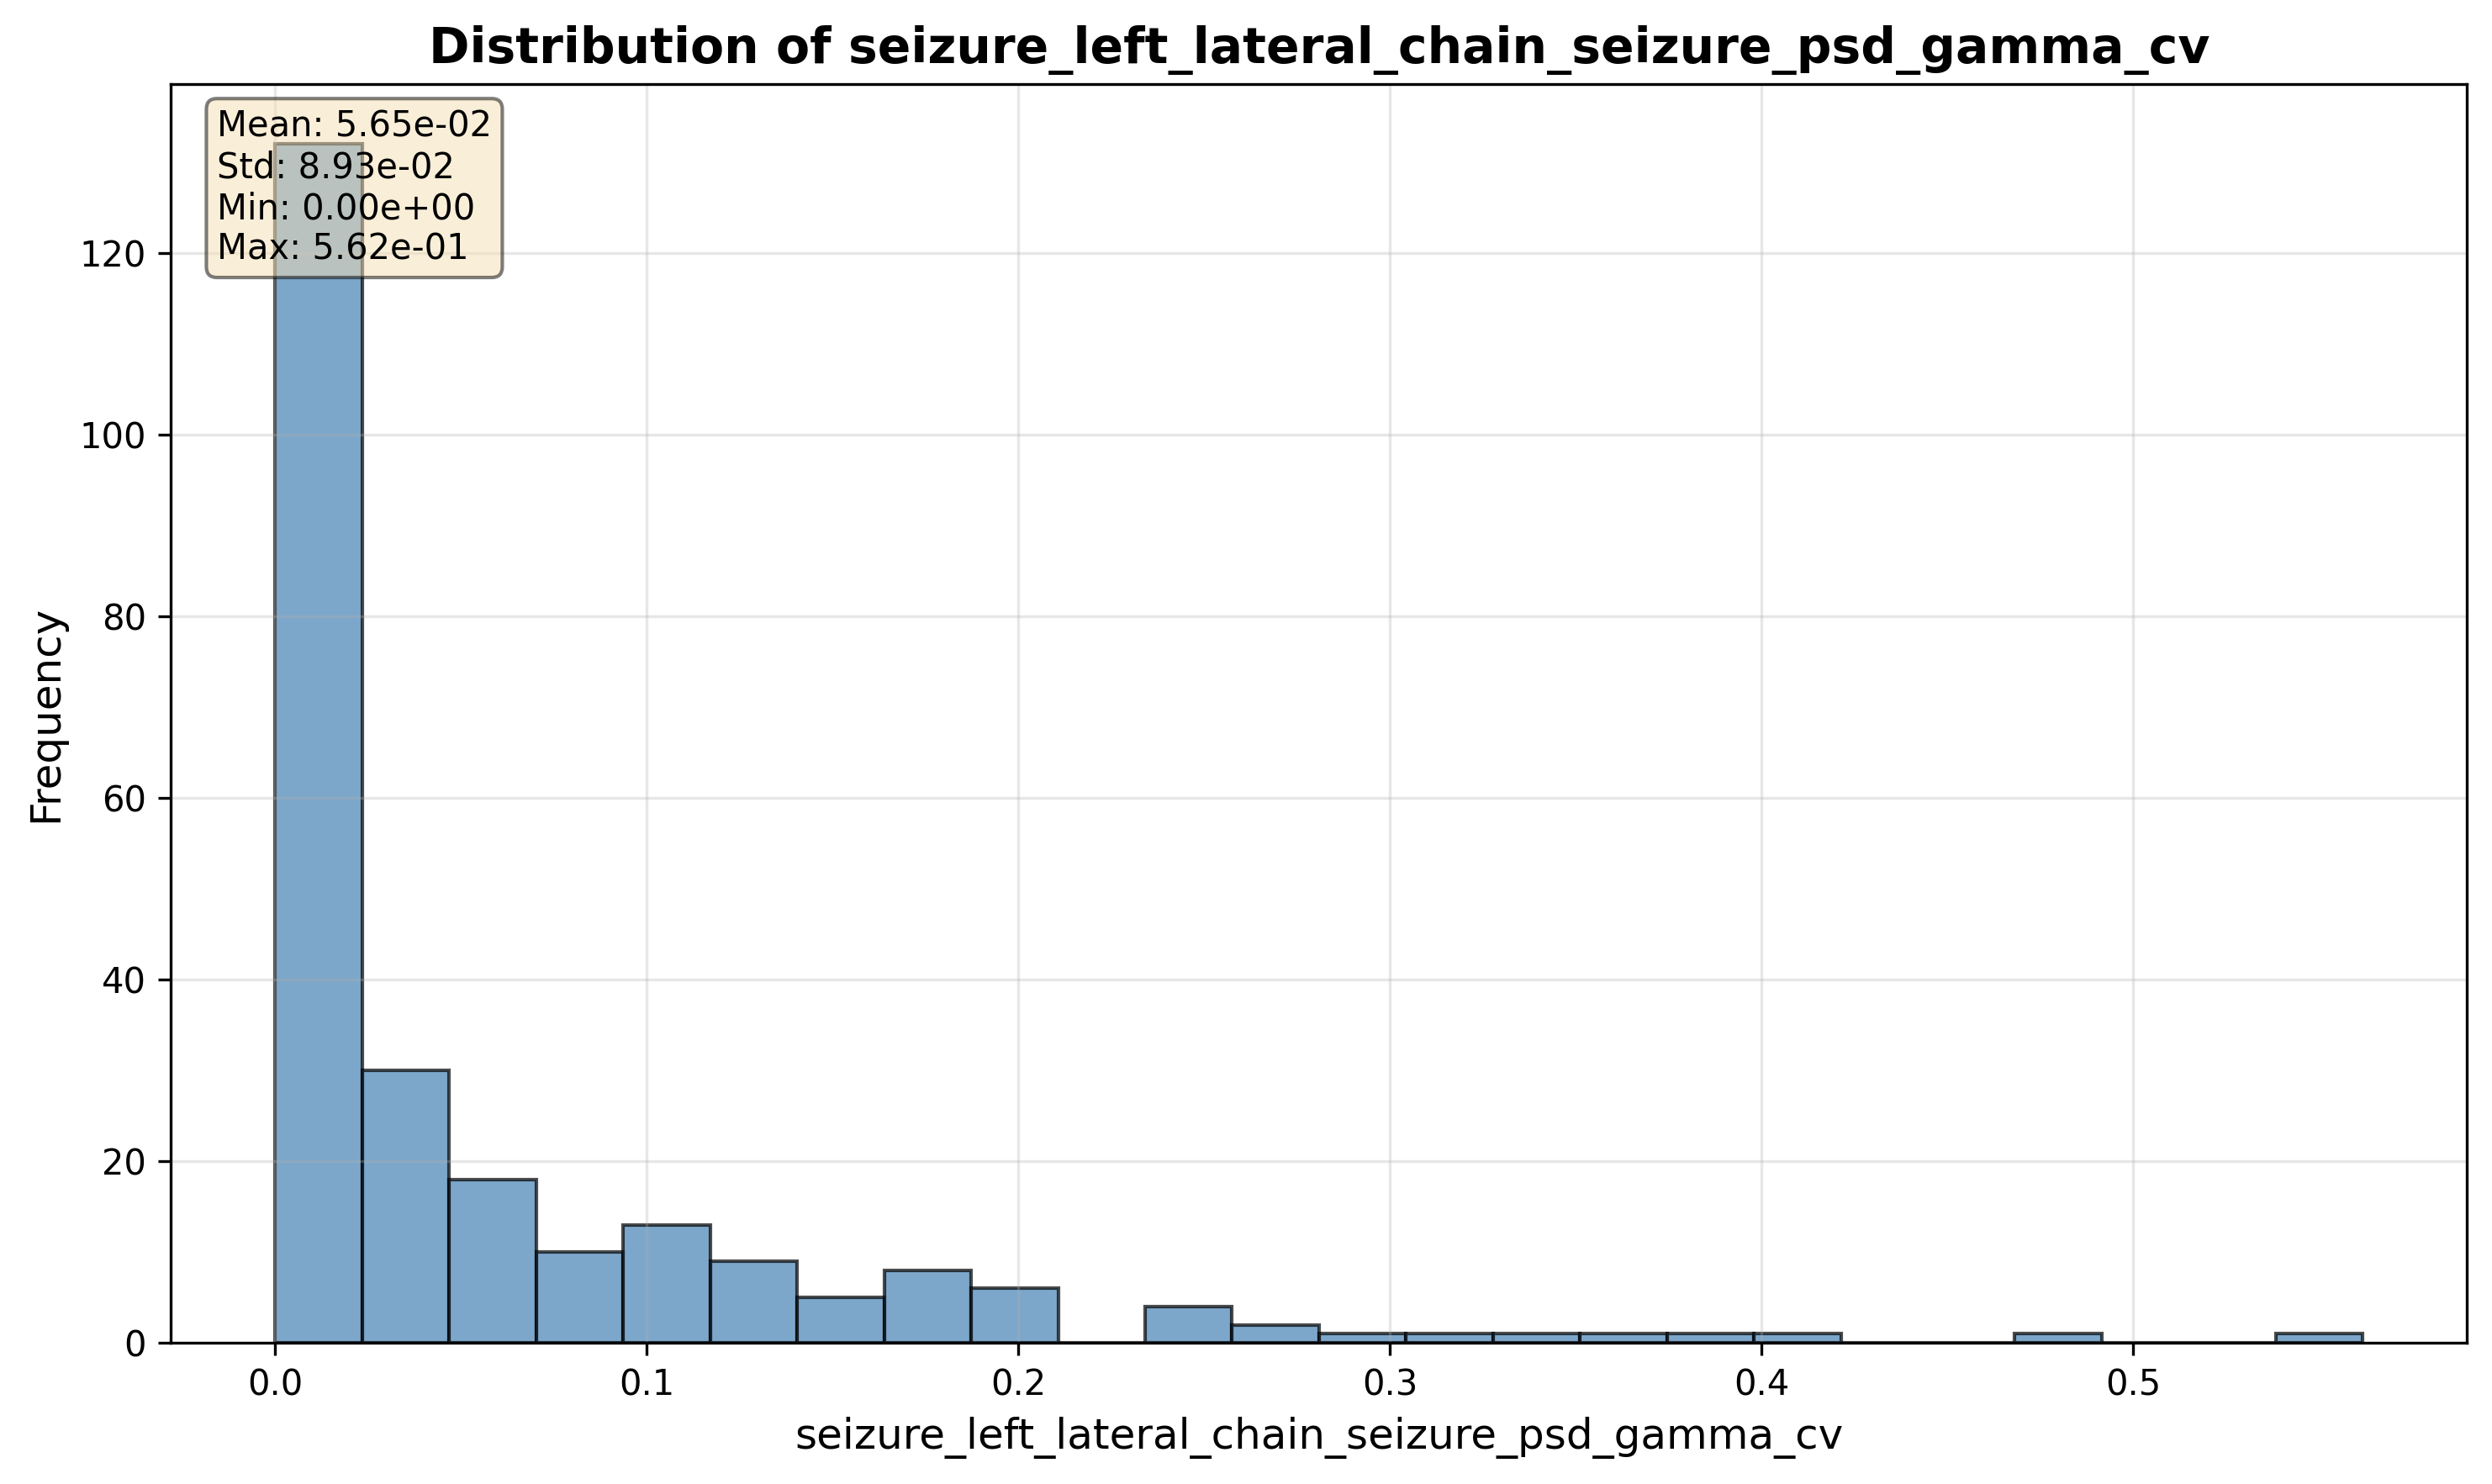 Distribution of seizure_left_lateral_chain_seizure_psd_gamma_cv
Mean: 5.65e-02
Std: 8.93e-02
Min: 0.00e+00
Max: 5.62e-01
120
100
80
60
40
20
0
Frequency
0.0 0.1 0.2 0.3 0.4 0.5
seizure_left_lateral_chain_seizure_psd_gamma_cv